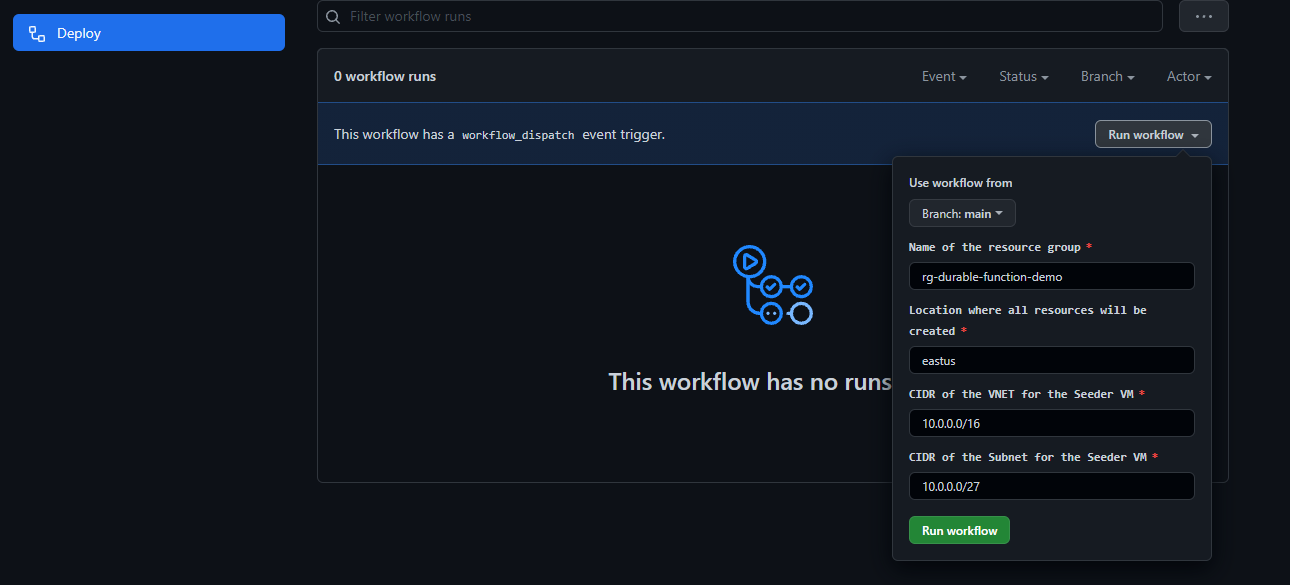 Deploy
Filter workflow runs
0 workflow runs
Event
Status
Branch
Actor
This workflow has a workflow_dispatch event trigger.
Run workflow
Use workflow from
Branch: main
Name of the resource group *
rg-durable-function-demo
Location where all resources will be
created *
eastus
CIDR of the VNET for the Seeder VM *
10.0.0.0/16
CIDR of the Subnet for the Seeder VM *
10.0.0.0/27
Run workflow
This workflow has no runs